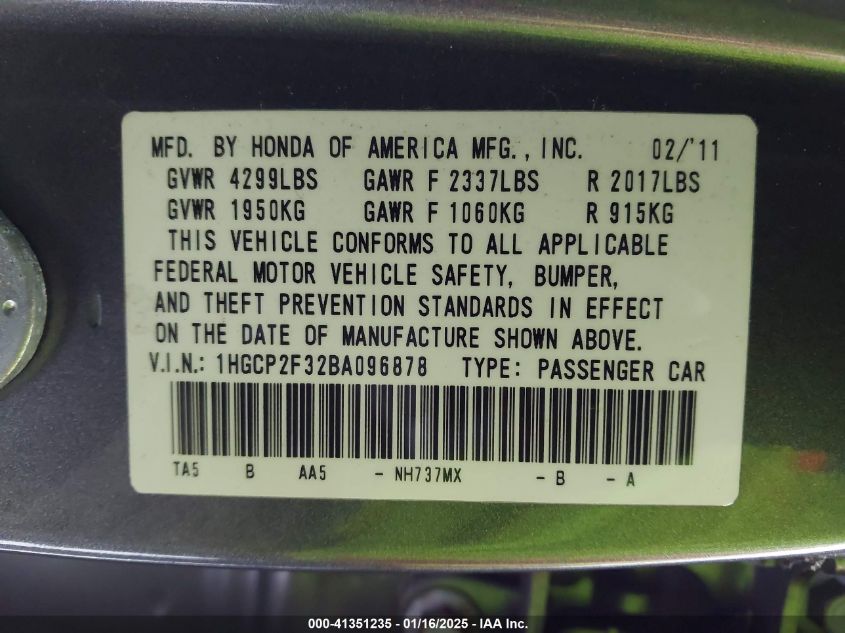 MFD. BY HONDA OF AMERICA MFG., INC. 02/'11
GVWR 4299LBS GAWR F 2337LBS R 2017LBS
GVWR 1950KG GAWR F 1060KG R 915KG
THIS VEHICLE CONFORMS TO ALL APPLICABLE
FEDERAL MOTOR VEHICLE SAFETY, BUMPER,
AND THEFT PREVENTION STANDARDS IN EFFECT
ON THE DATE OF MANUFACTURE SHOWN ABOVE.
V.I.N.: 1HGCP2F32BA096878 TYPE: PASSENGER CAR
TA5 B AA5 - NH737MX - B - A
000-41351235 - 01/16/2025 - IAA Inc.